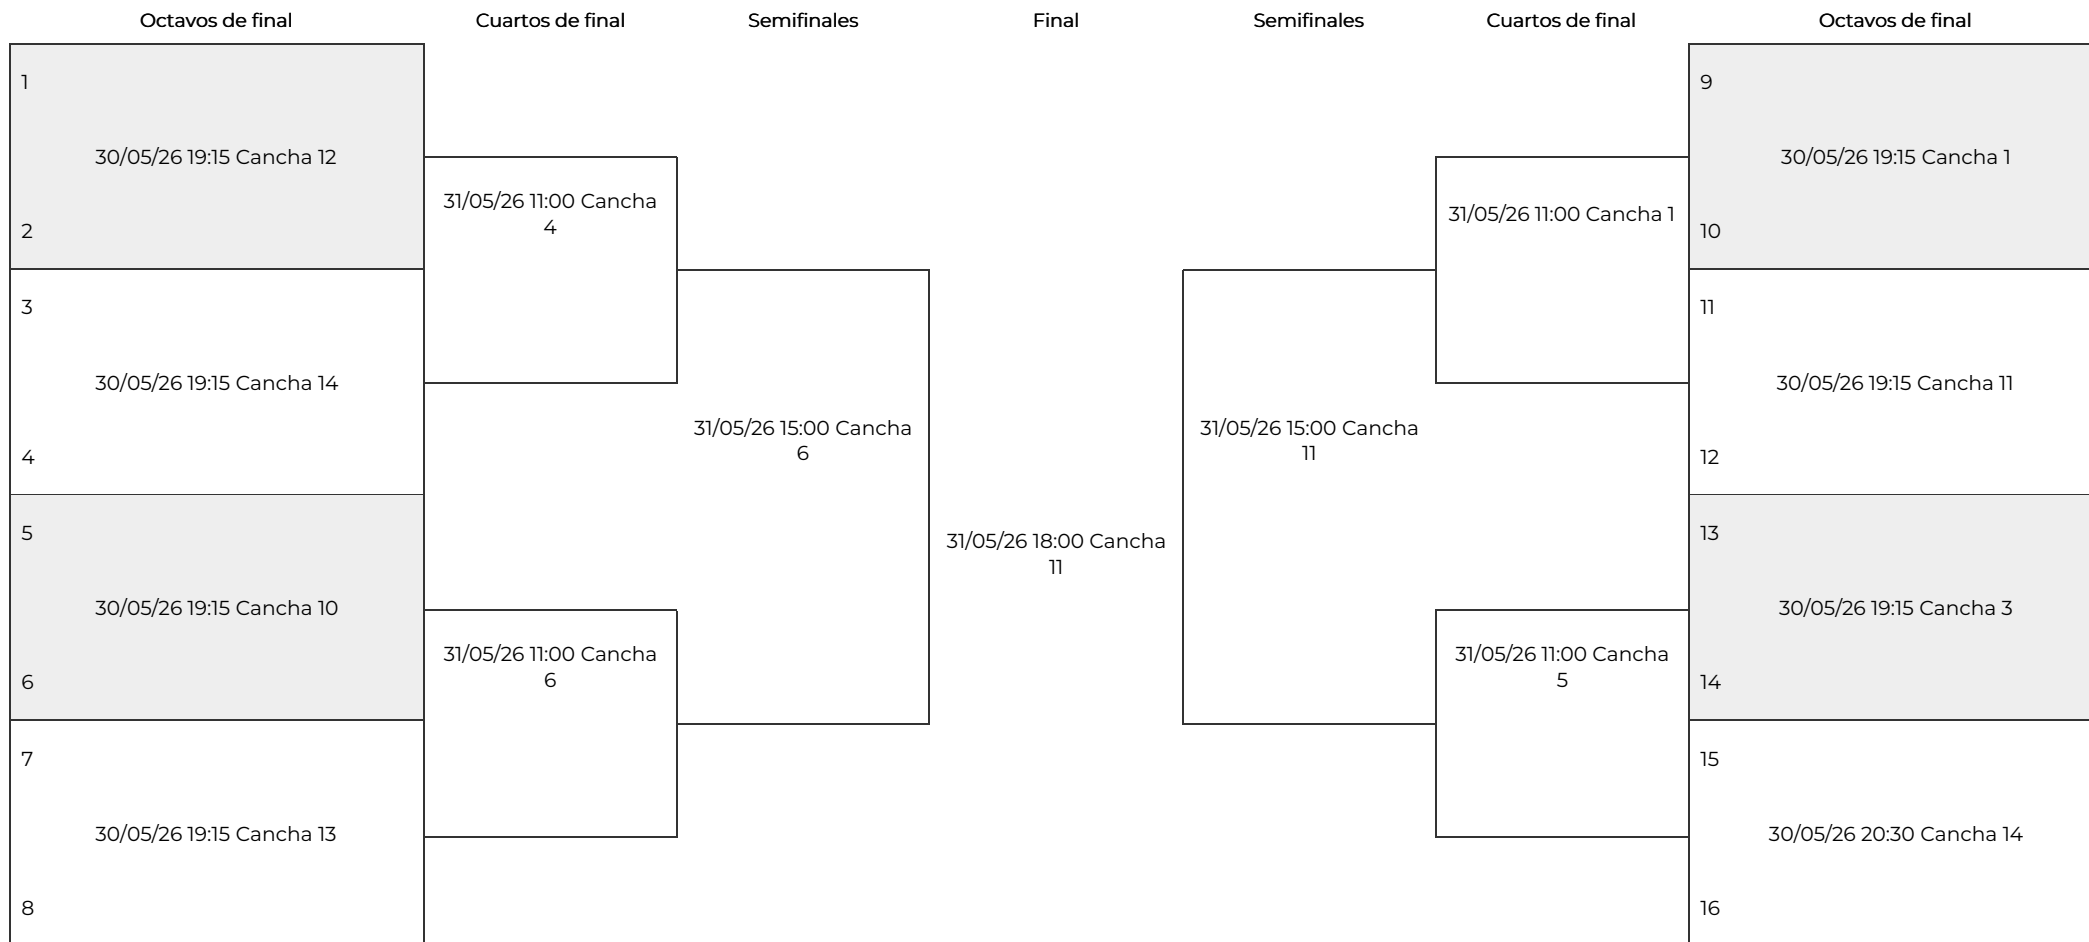 Octavos de final
Cuartos de final
Semifinales
Final
Semifinales
Cuartos de final
Octavos de final
1
30/05/26 19:15 Cancha 12
2
3
30/05/26 19:15 Cancha 14
4
5
30/05/26 19:15 Cancha 10
6
7
30/05/26 19:15 Cancha 13
8
31/05/26 11:00 Cancha
4
31/05/26 11:00 Cancha
6
31/05/26 15:00 Cancha
6
31/05/26 18:00 Cancha
11
31/05/26 15:00 Cancha
11
31/05/26 11:00 Cancha 1
31/05/26 11:00 Cancha
5
9
30/05/26 19:15 Cancha 1
10
11
30/05/26 19:15 Cancha 11
12
13
30/05/26 19:15 Cancha 3
14
15
30/05/26 20:30 Cancha 14
16